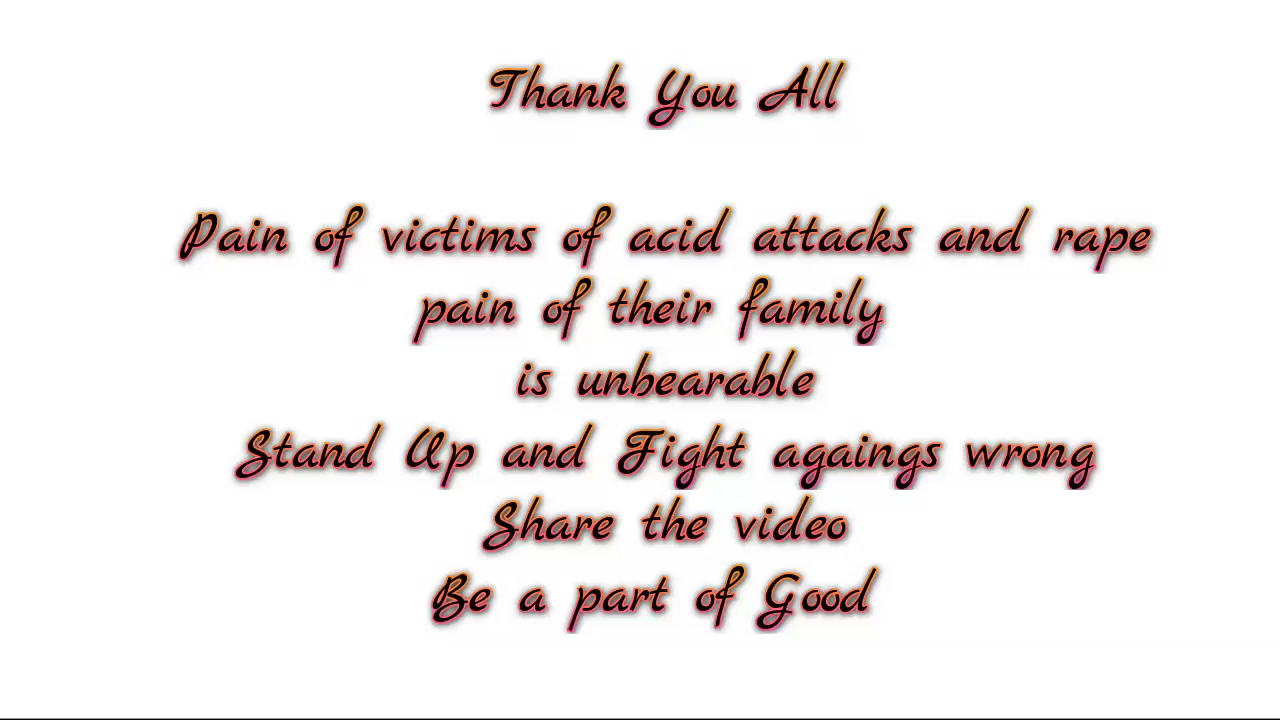 Thank You All
Pain of victims of acid attacks and rape
pain of their family
is unbearable
Stand Up and Fight agaings wrong
Share the video
Be a part of Good